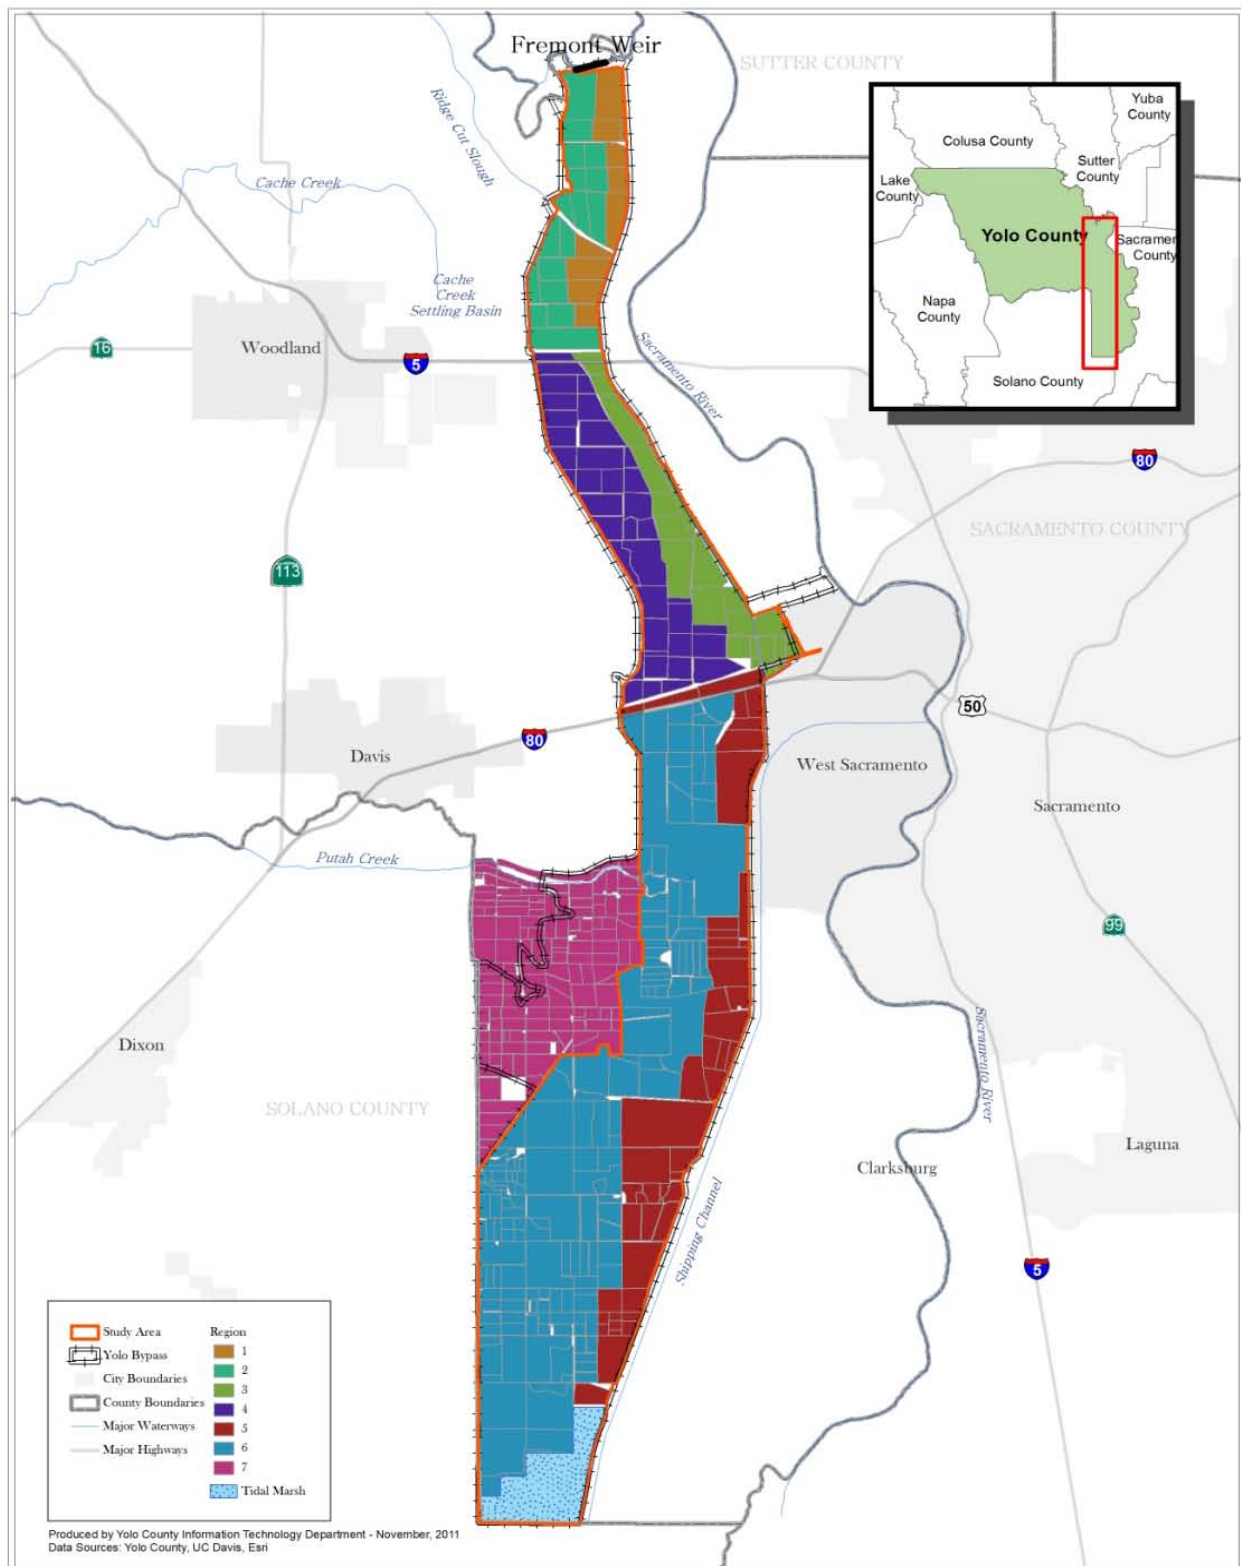 Fremont Weir
SUTTER COUNTY
Ridge Cut Slough
Cache Creek
Cache
Creek
Settling Basin
Woodland
16
5
Sacramento River
80
SACRAMENTO COUNTY
113
50
80
Davis
West Sacramento
Sacramento
Putah Creek
99
Dixon
SOLANO COUNTY
Sacramento River
Laguna
Clarksburg
Shipping Channel
5
Yuba
County
Colusa County
Sutter
County
Lake
County
Yolo County
Sacramen
County
Napa
County
Solano County
Study Area
Yolo Bypass
City Boundaries
County Boundaries
Major Waterways
Major Highways
Region
1
2
3
4
5
6
7
Tidal Marsh
Produced by Yolo County Information Technology Department - November, 2011
Data Sources: Yolo County, UC Davis, Esri